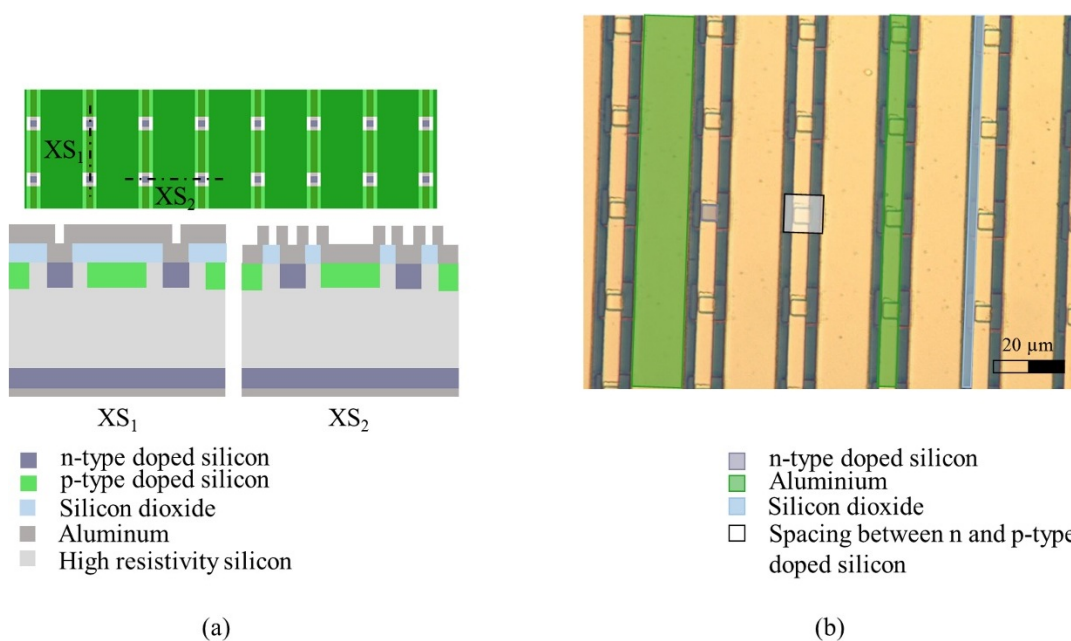 XS₁
XS₂
XS₁
XS₂
n-type doped silicon
p-type doped silicon
Silicon dioxide
Aluminum
High resistivity silicon
(a)
20 µm
n-type doped silicon
Aluminium
Silicon dioxide
Spacing between n and p-type
doped silicon
(b)